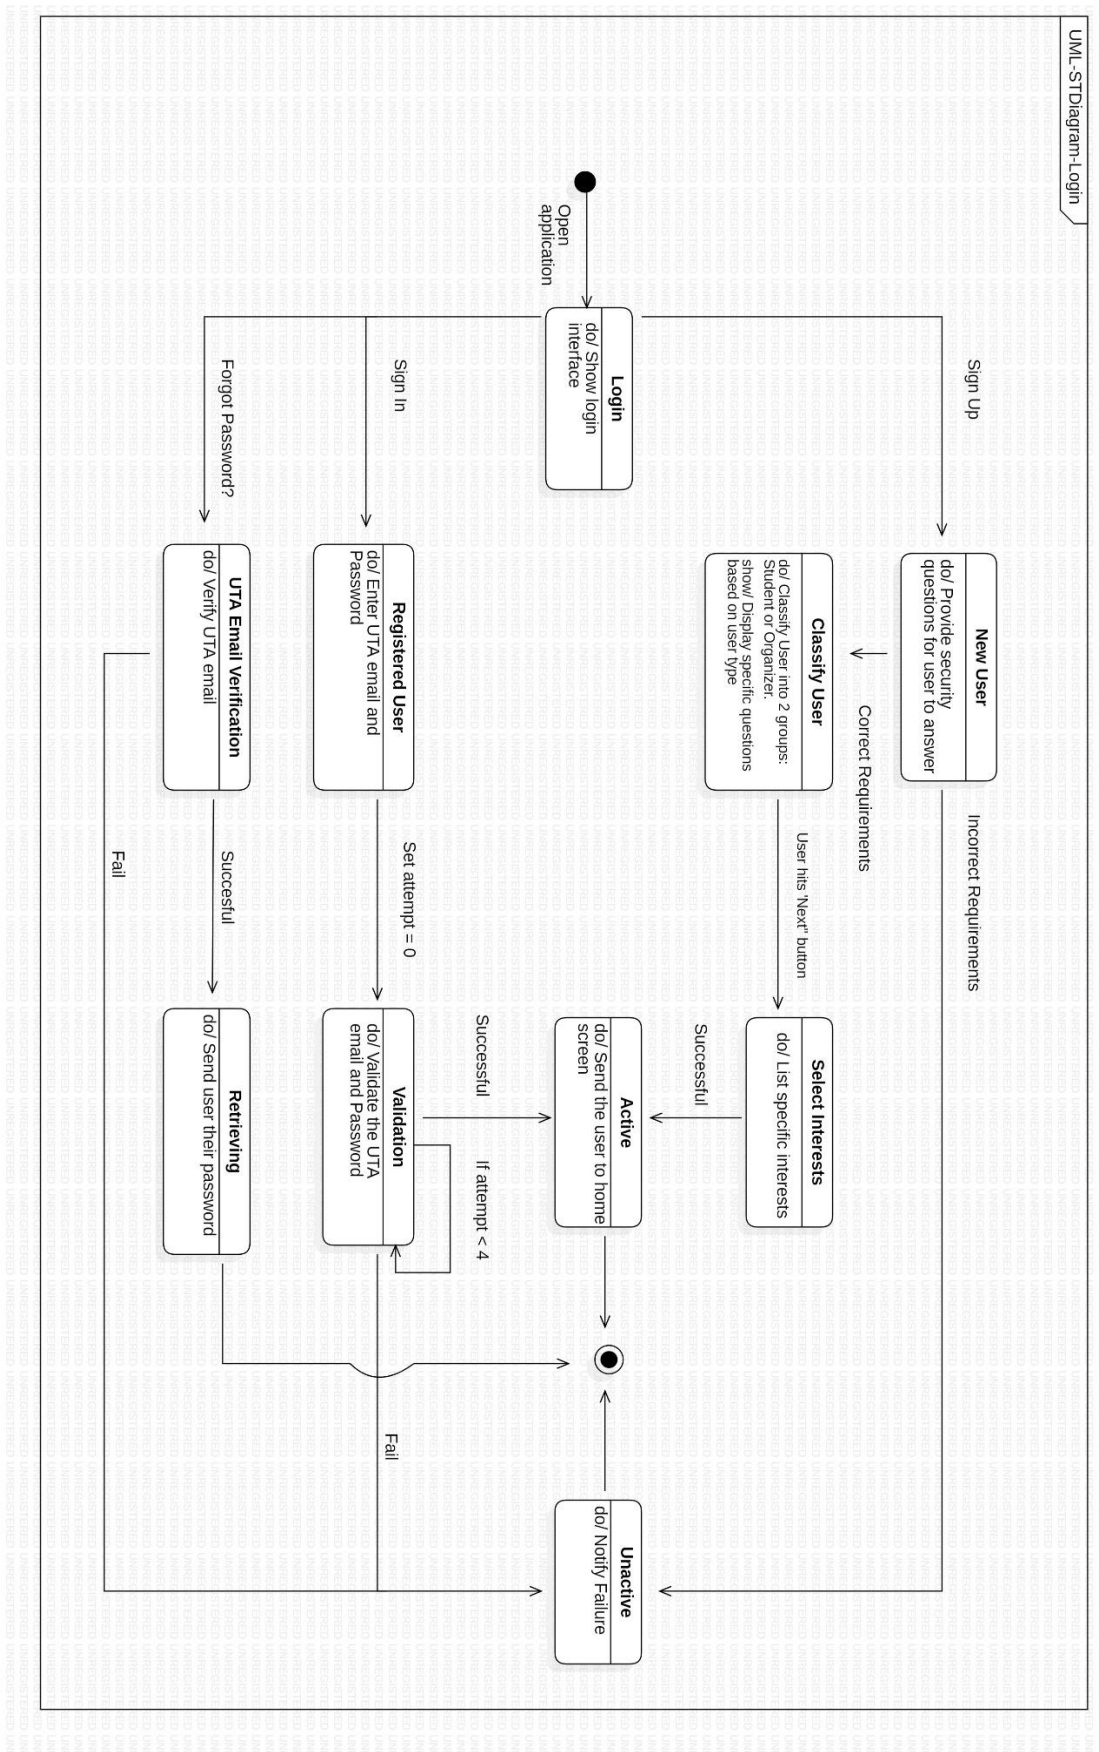 UML-STDiagram-Login
Sign Up
New User
do/ Provide security
questions for user to answer
Incorrect Requirements
Correct Requirements
Classify User
do/ Classify User into 2 groups:
Student or Organizer.
show/ Display specific questions
based on user type
User hits 'Next" button
Select Interests
do/ List specific interests
Successful
Open
application
Login
do/ Show login
interface
Active
do/ Send the user to home
screen
Unactive
do/ Notify Failure
Sign In
Registered User
do/ Enter UTA email and
Password
Set attempt = 0
Successful
If attempt < 4
Validation
do/ Validate the UTA
email and Password
Fail
Forgot Password?
UTA Email Verification
do/ Verify UTA email
Succesful
Retrieving
do/ Send user their password
Fail